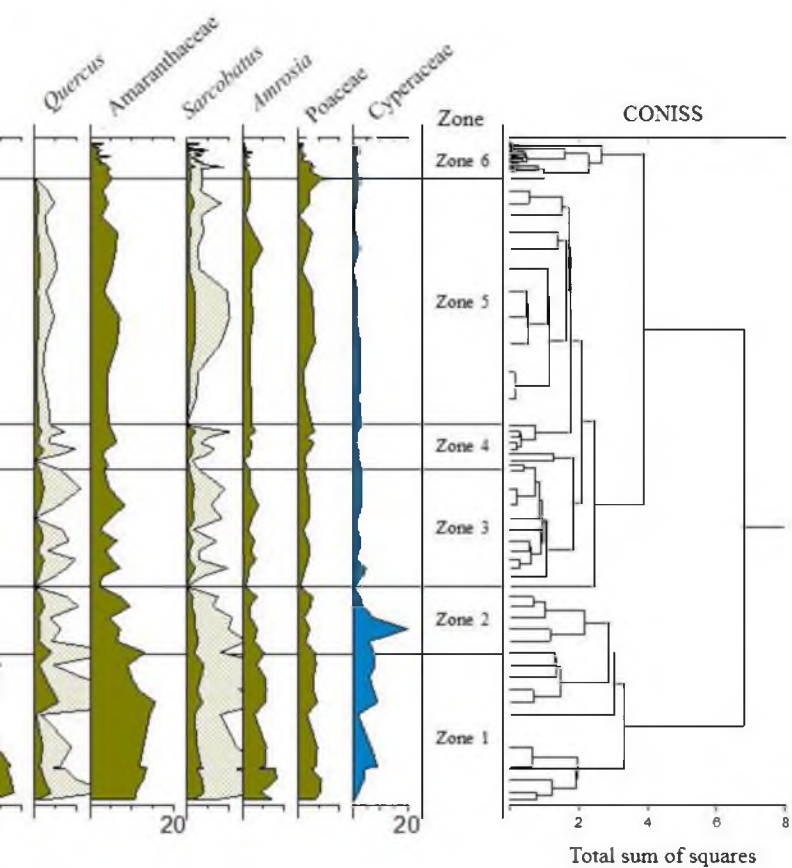 Quercus
Amaranthaceae
Sarcobatus
Amrosia
Poaceae
Cyperaceae
Zone
CONISS
Zone 6
Zone 5
Zone 4
Zone 3
Zone 2
Zone 1
20
20
2
4
6
8
Total sum of squares